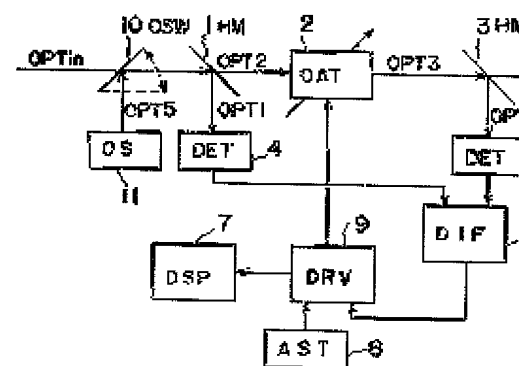 10 OSW
1 HM
2
3 HM
OPTin
OPT2
OAT
OPT3
OPT5
OPT1
OS
DET
4
DET
11
7
9
DIF
DSP
DRV
AST
8